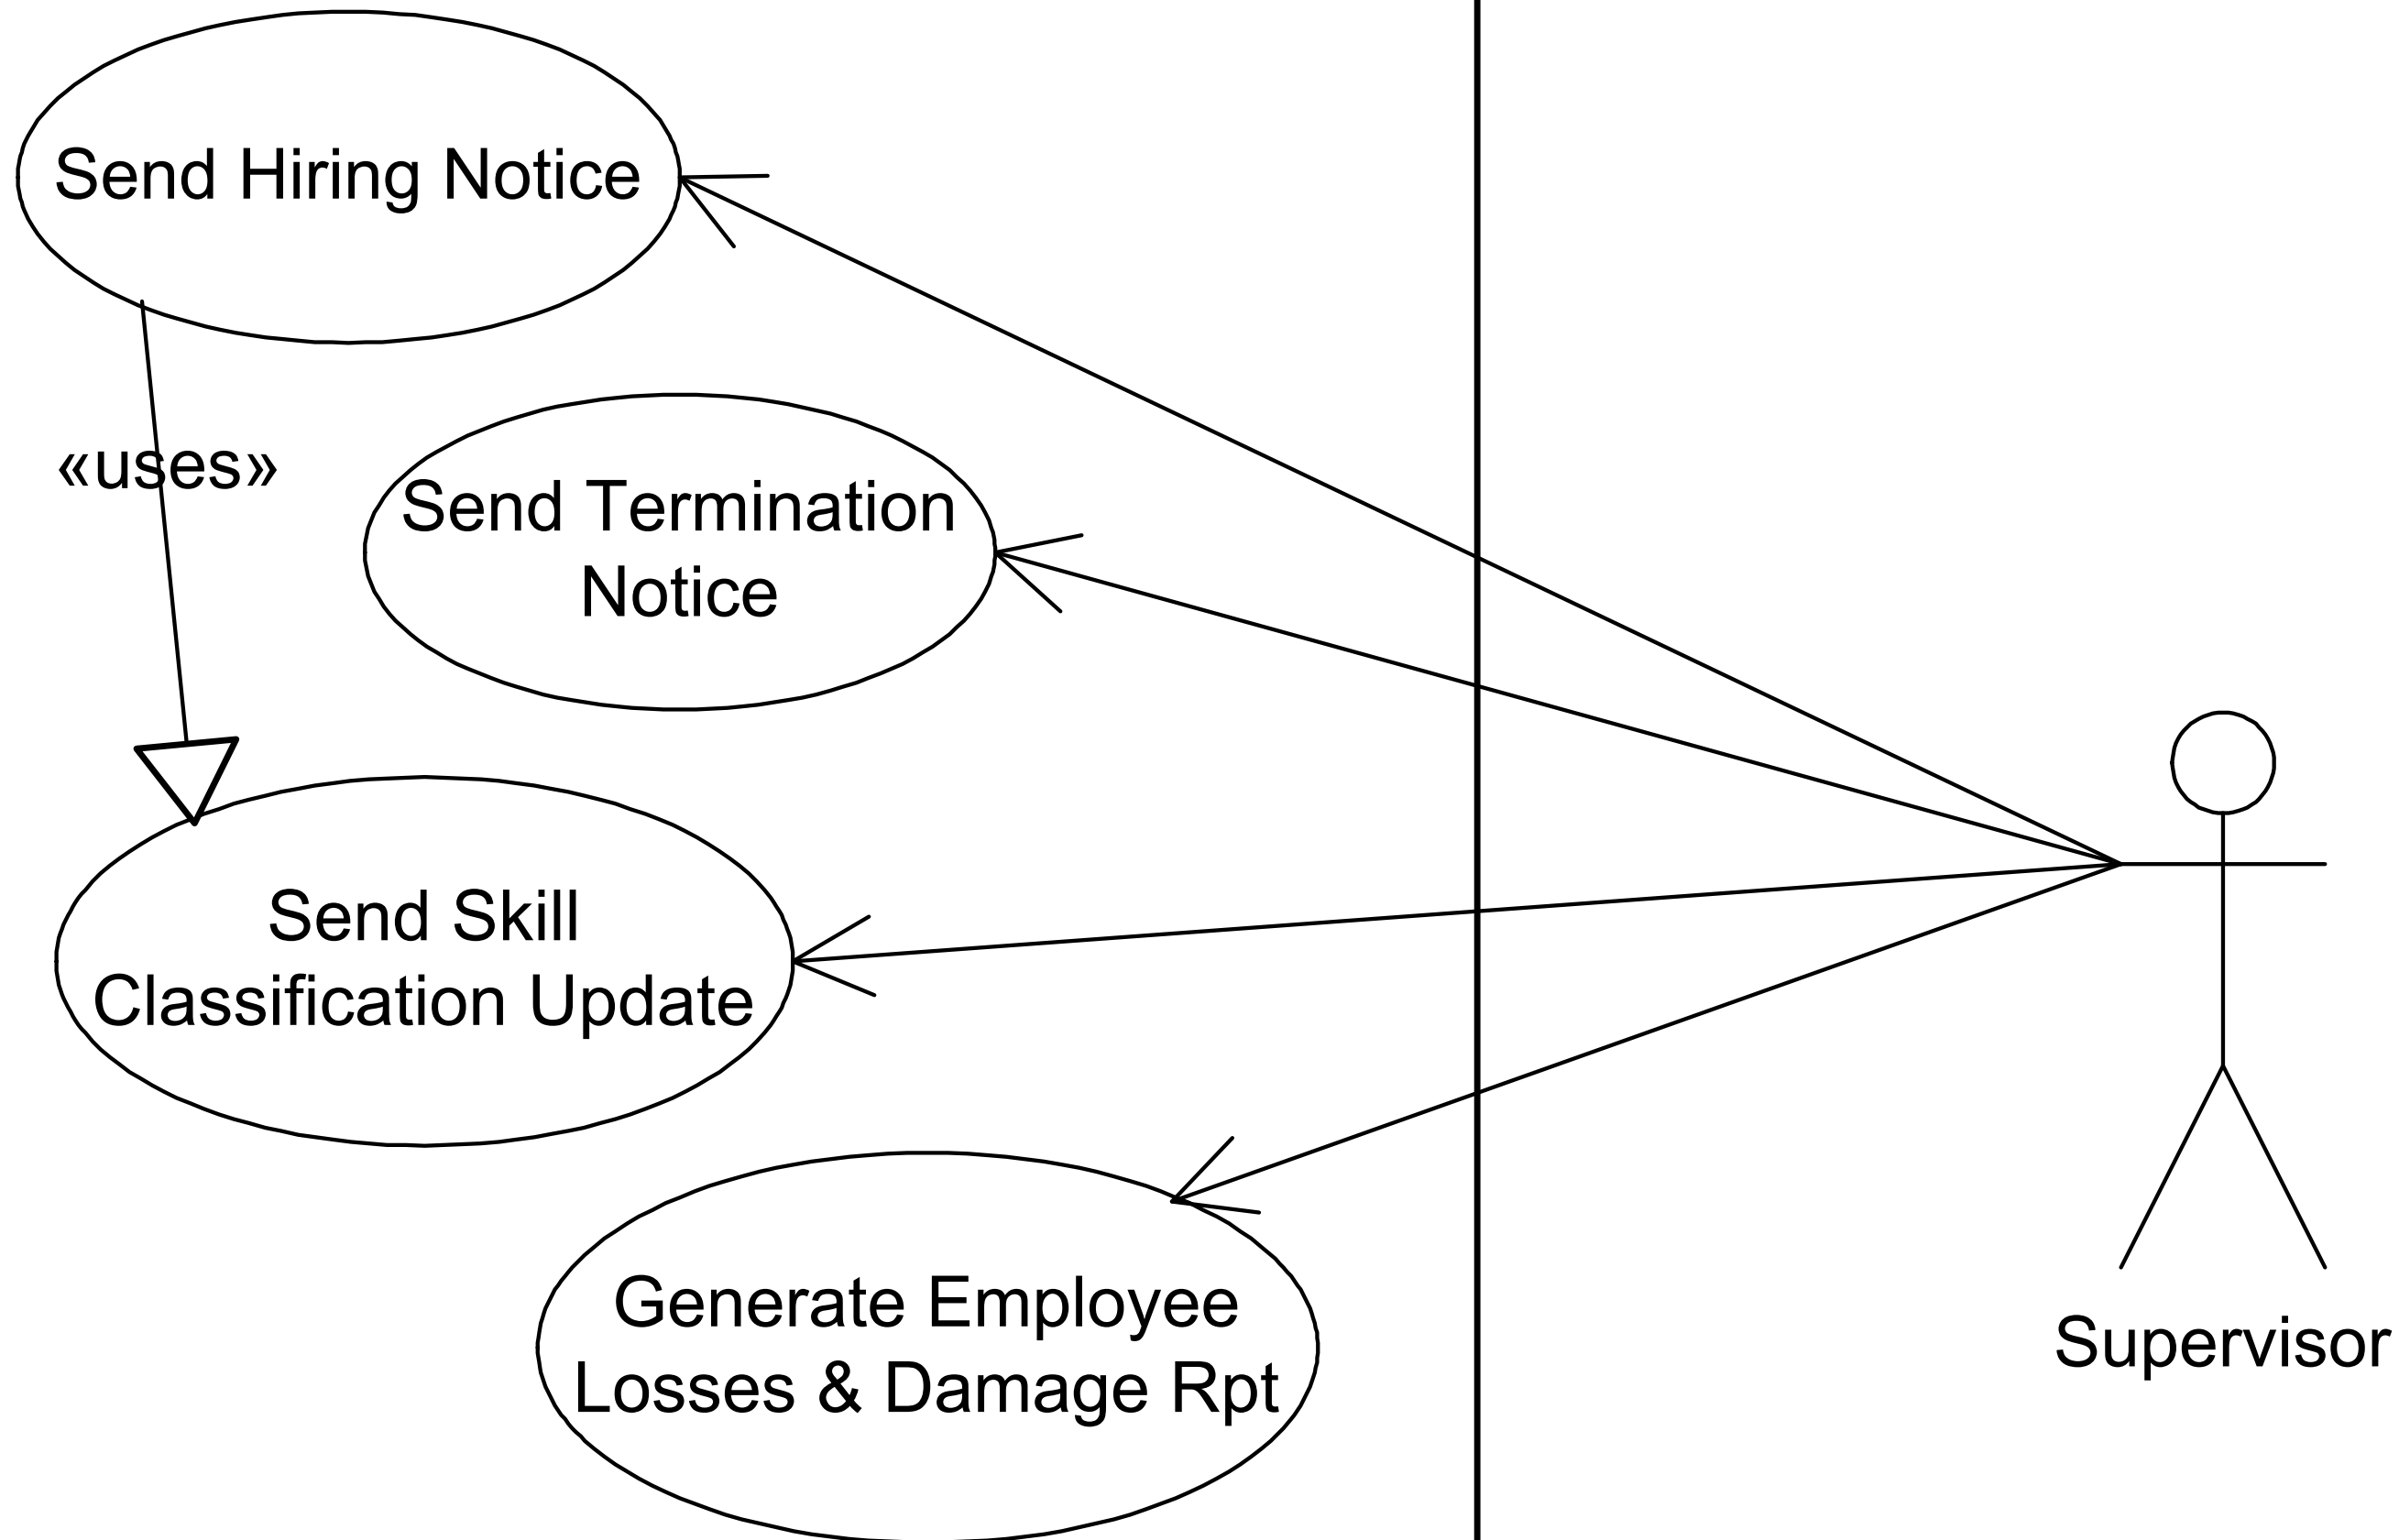 Send Hiring Notice
«uses»
Send Termination
Notice
Send Skill
Classification Update
Generate Employee
Losses & Damage Rpt
Supervisor